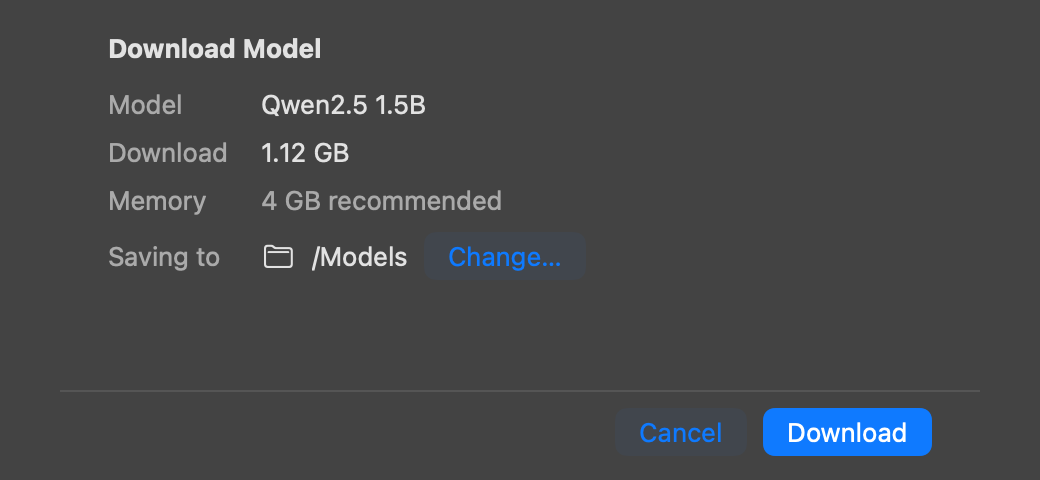 Download Model
Model Qwen2.5 1.5B
Download 1.12 GB
Memory 4 GB recommended
Saving to /Models Change...
Cancel Download